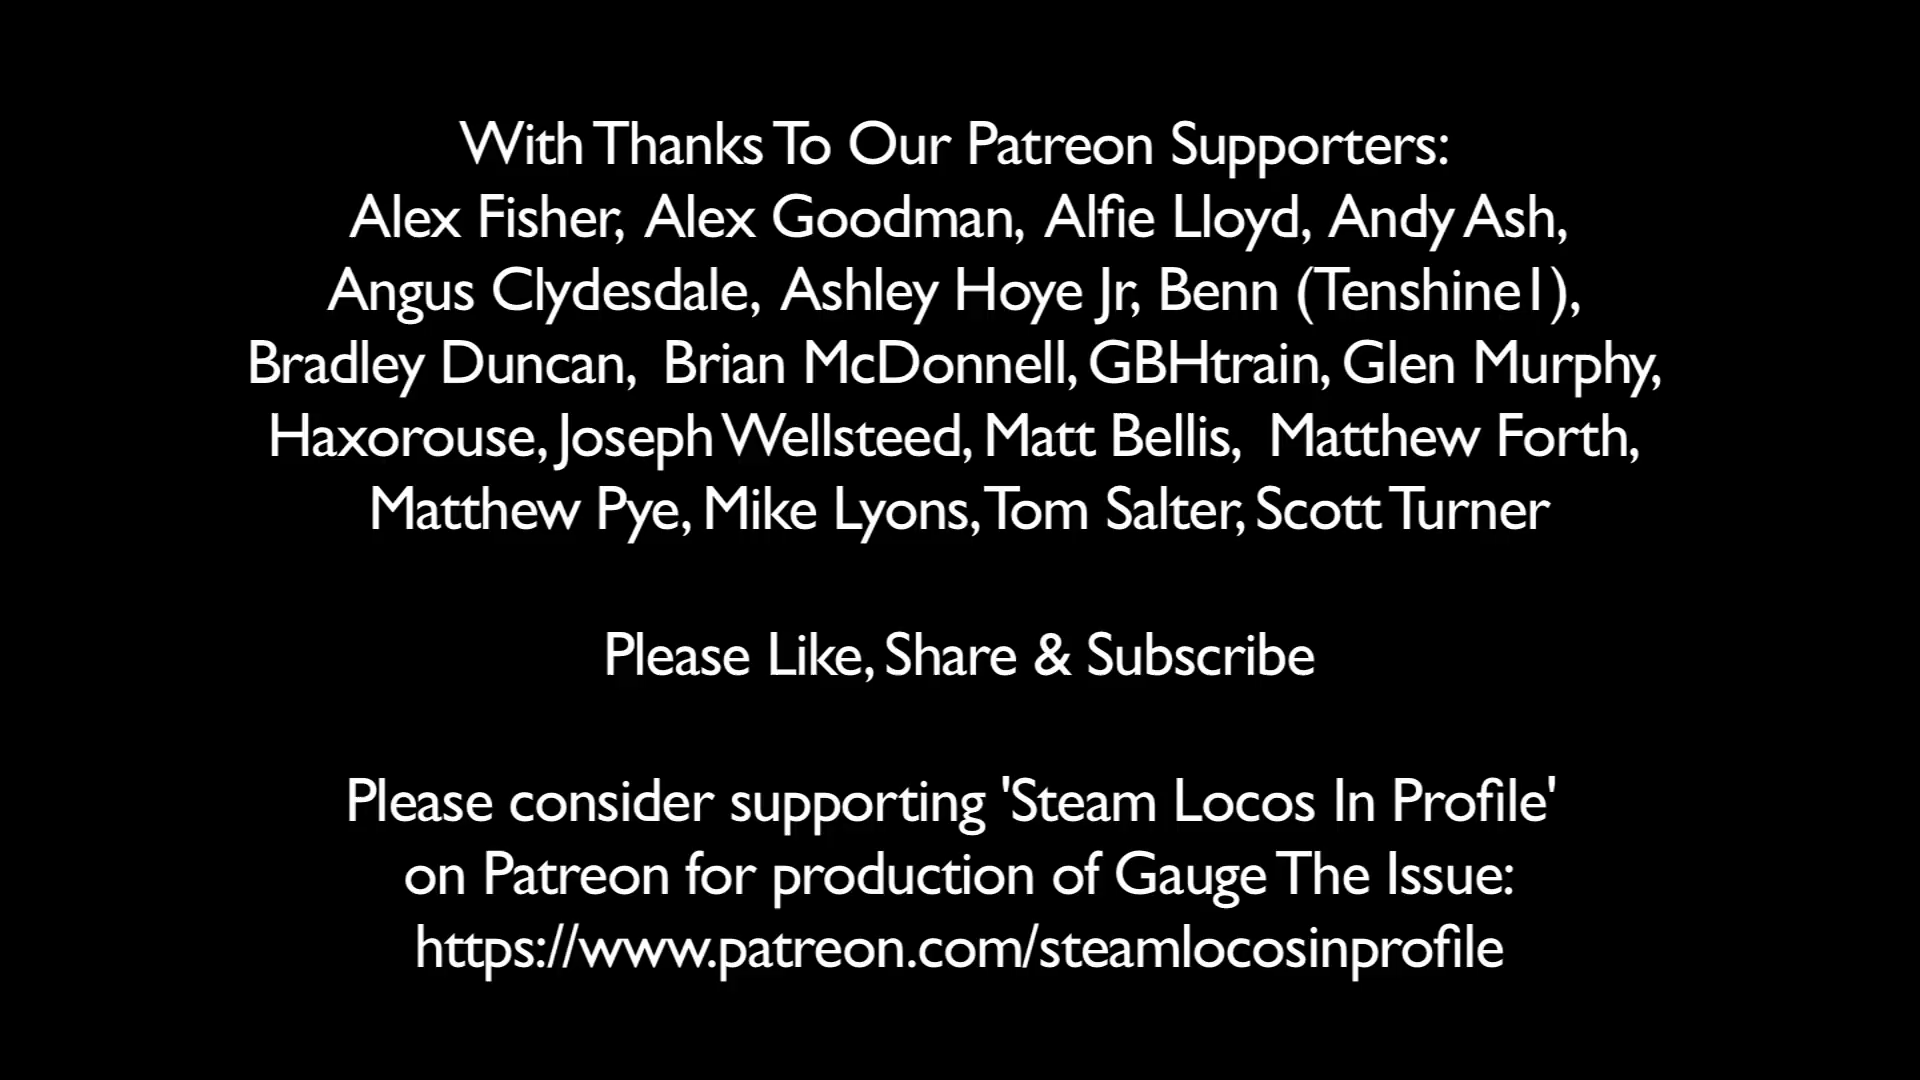 With Thanks To Our Patreon Supporters:
Alex Fisher, Alex Goodman, Alfie Lloyd, Andy Ash,
Angus Clydesdale, Ashley Hoye Jr, Benn (Tenshine1),
Bradley Duncan, Brian McDonnell, GBHtrain, Glen Murphy,
Haxorouse, Joseph Wellsteed, Matt Bellis, Matthew Forth,
Matthew Pye, Mike Lyons, Tom Salter, Scott Turner
Please Like, Share & Subscribe
Please consider supporting 'Steam Locos In Profile'
on Patreon for production of Gauge The Issue:
https://www.patreon.com/steamlocosinprofile